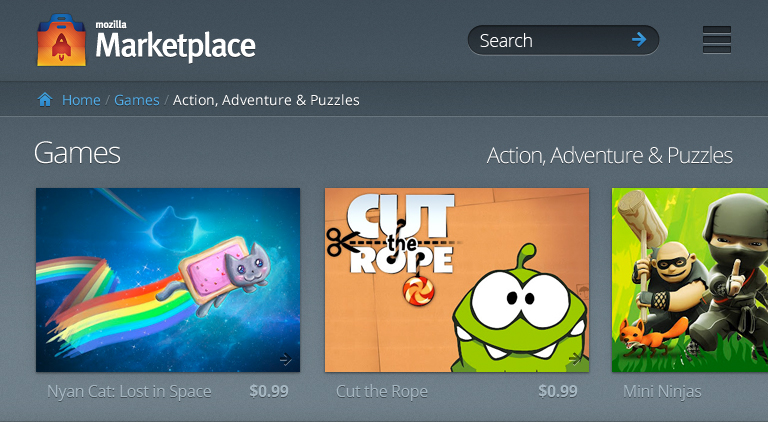 mozilla
Marketplace
Search
Home / Games / Action, Adventure & Puzzles
Games
Action, Adventure & Puzzles
CUT
the
ROPE
Nyan Cat: Lost in Space $0.99
Cut the Rope $0.99
Mini Ninjas